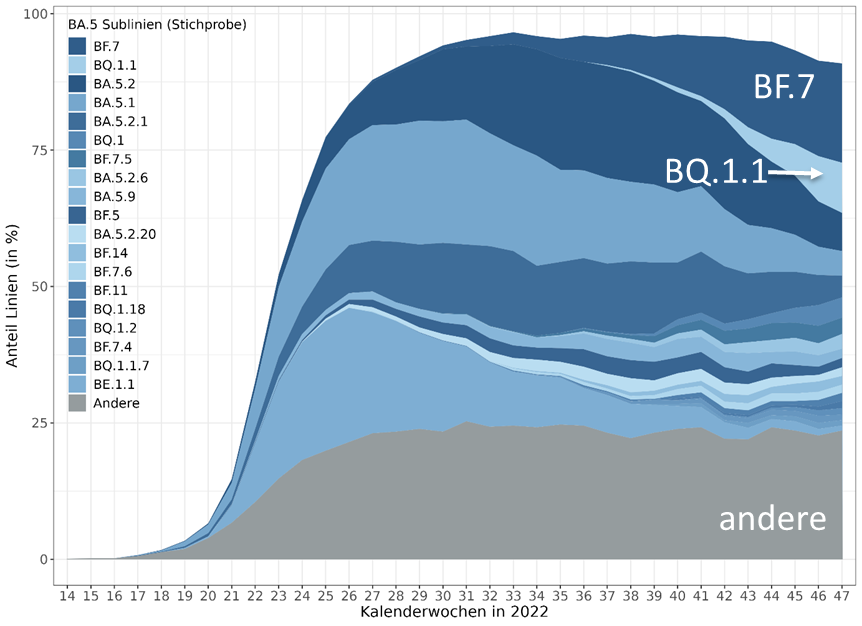 BA.5 Sublinien (Stichprobe)
BF.7
BQ.1.1
BA.5.2
BA.5.1
BA.5.2.1
BQ.1
BF.7.5
BA.5.2.6
BA.5.9
BF.5
BA.5.2.20
BF.14
BF.7.6
BF.11
BQ.1.18
BQ.1.2
BF.7.4
BQ.1.1.7
BE.1.1
Andere
BF.7
BQ.1.1
andere
Anteil Linien (in %)
100
75
50
25
0
14 15 16 17 18 19 20 21 22 23 24 25 26 27 28 29 30 31 32 33 34 35 36 37 38 39 40 41 42 43 44 45 46 47
Kalenderwochen in 2022